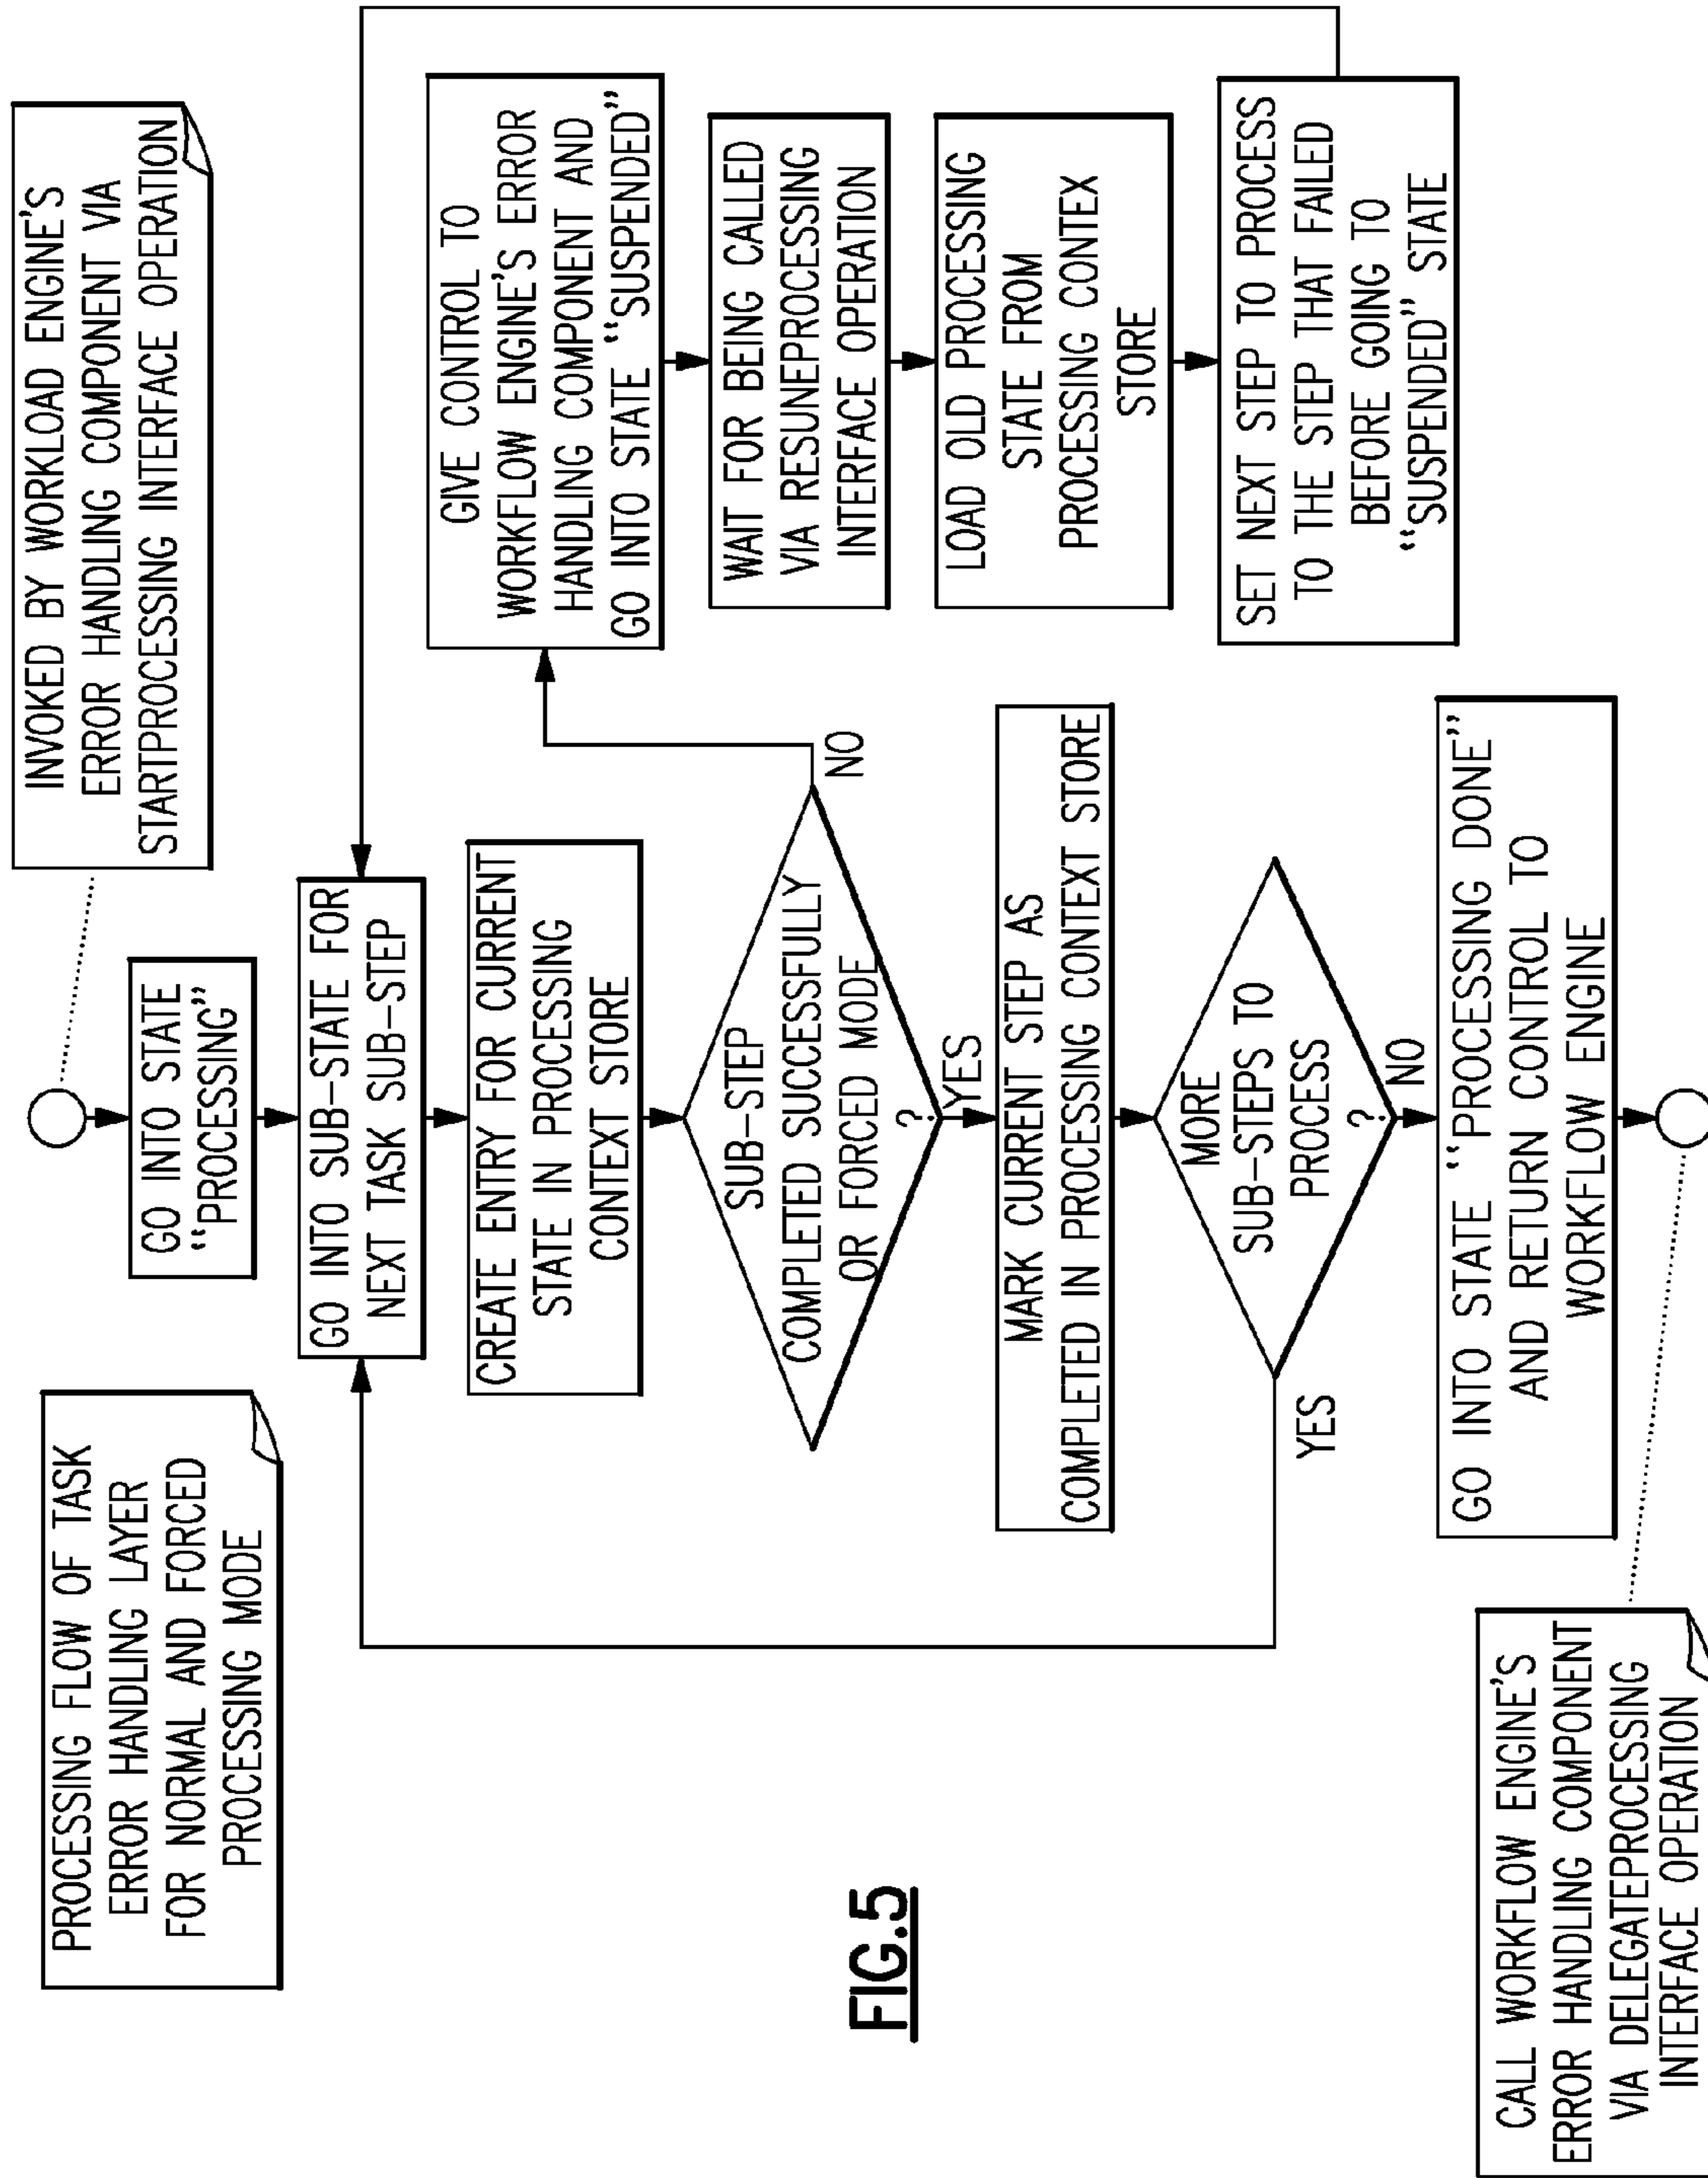 PROCESSING FLOW OF TASK
ERROR HANDLING LAYER
FOR NORMAL AND FORCED
PROCESSING MODE
INVOKED BY WORKLOAD ENGINE'S
ERROR HANDLING COMPONENT VIA
STARTPROCESSING INTERFACE OPERATION
GO INTO STATE
"PROCESSING"
GO INTO SUB-STATE FOR
NEXT TASK SUB-STEP
CREATE ENTRY FOR CURRENT
STATE IN PROCESSING
CONTEXT STORE
SUB-STEP
COMPLETED SUCCESSFULLY
OR FORCED MODE
?
NO
YES
GIVE CONTROL TO
WORKFLOW ENGINE'S ERROR
HANDLING COMPONENT AND
GO INTO STATE "SUSPENDED"
WAIT FOR BEING CALLED
VIA RESUNEPROCESSING
INTERFACE OPERATION
LOAD OLD PROCESSING
STATE FROM
PROCESSING CONTEX
STORE
SET NEXT STEP TO PROCESS
TO THE STEP THAT FAILED
BEFORE GOING TO
"SUSPENDED" STATE
MARK CURRENT STEP AS
COMPLETED IN PROCESSING CONTEXT STORE
MORE
SUB-STEPS TO
PROCESS
?
YES
NO
GO INTO STATE "PROCESSING DONE"
AND RETURN CONTROL TO
WORKFLOW ENGINE
CALL WORKFLOW ENGINE'S
ERROR HANDLING COMPONENT
VIA DELEGATEPROCESSING
INTERFACE OPERATION
FIG.5